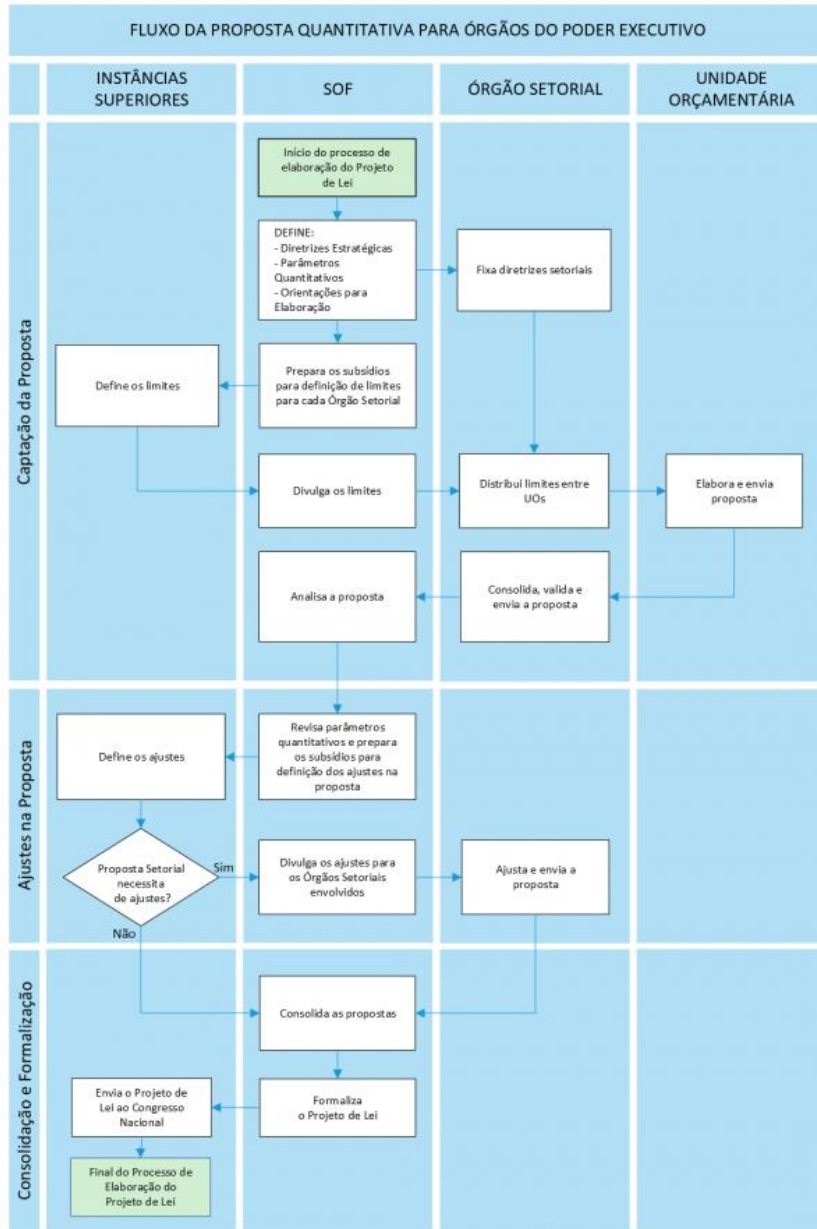 FLUXO DA PROPOSTA QUANTITATIVA PARA ÓRGÃOS DO PODER EXECUTIVO
INSTÂNCIAS
SUPERIORES
SOF
ÓRGÃO SETORIAL
UNIDADE
ORÇAMENTÁRIA
Captação da Proposta
Início do processo de
elaboração do Projeto
de Lei
DEFINE:
- Diretrizes Estratégicas
- Parâmetros
Quantitativos
- Orientações para
Elaboração
Fixa diretrizes setoriais
Define os limites
Prepara os subsídios
para definição de limites
para cada Órgão Setorial
Divulga os limites
Distribui limites entre
UOs
Elabora e envia
proposta
Analisa a proposta
Consolida, valida e
envia a proposta
Ajustes na Proposta
Define os ajustes
Revisa parâmetros
quantitativos e prepara
os subsídios para
definição dos ajustes na
proposta
Proposta Setorial
necessita
de ajustes?
Sim
Não
Divulga os ajustes para
os Órgãos Setoriais
envolvidos
Ajusta e envia a
proposta
Consolidação e Formalização
Consolida as propostas
Envia o Projeto de
Lei ao Congresso
Nacional
Formaliza
o Projeto de Lei
Final do Processo de
Elaboração do
Projeto de Lei